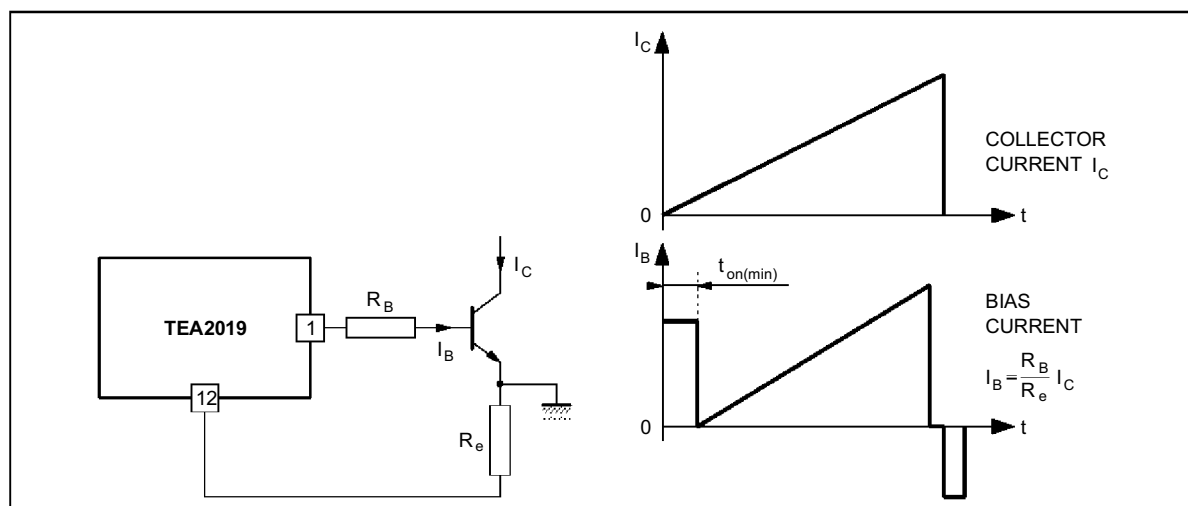 I_C
0
t
COLLECTOR
CURRENT I_C
I_B
t_on(min)
BIAS
CURRENT
I_B = R_B / R_e I_C
0
t
TEA2019
1
12
R_B
I_B
I_C
R_e